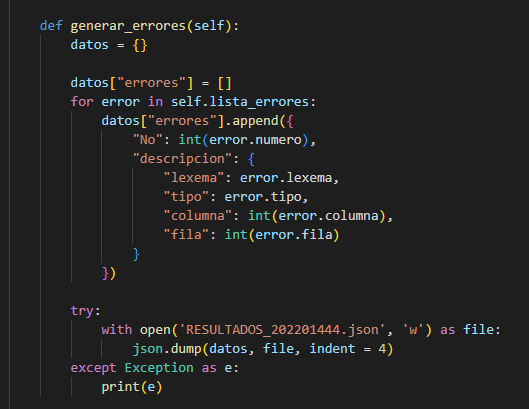 def generar_errores(self):
    datos = {}

    datos["errores"] = []
    for error in self.lista_errores:
        datos["errores"].append({
            "No": int(error.numero),
            "descripcion": {
                "lexema": error.lexema,
                "tipo": error.tipo,
                "columna": int(error.columna),
                "fila": int(error.fila)
            }
        })

    try:
        with open('RESULTADOS_202201444.json', 'w') as file:
            json.dump(datos, file, indent = 4)
    except Exception as e:
        print(e)